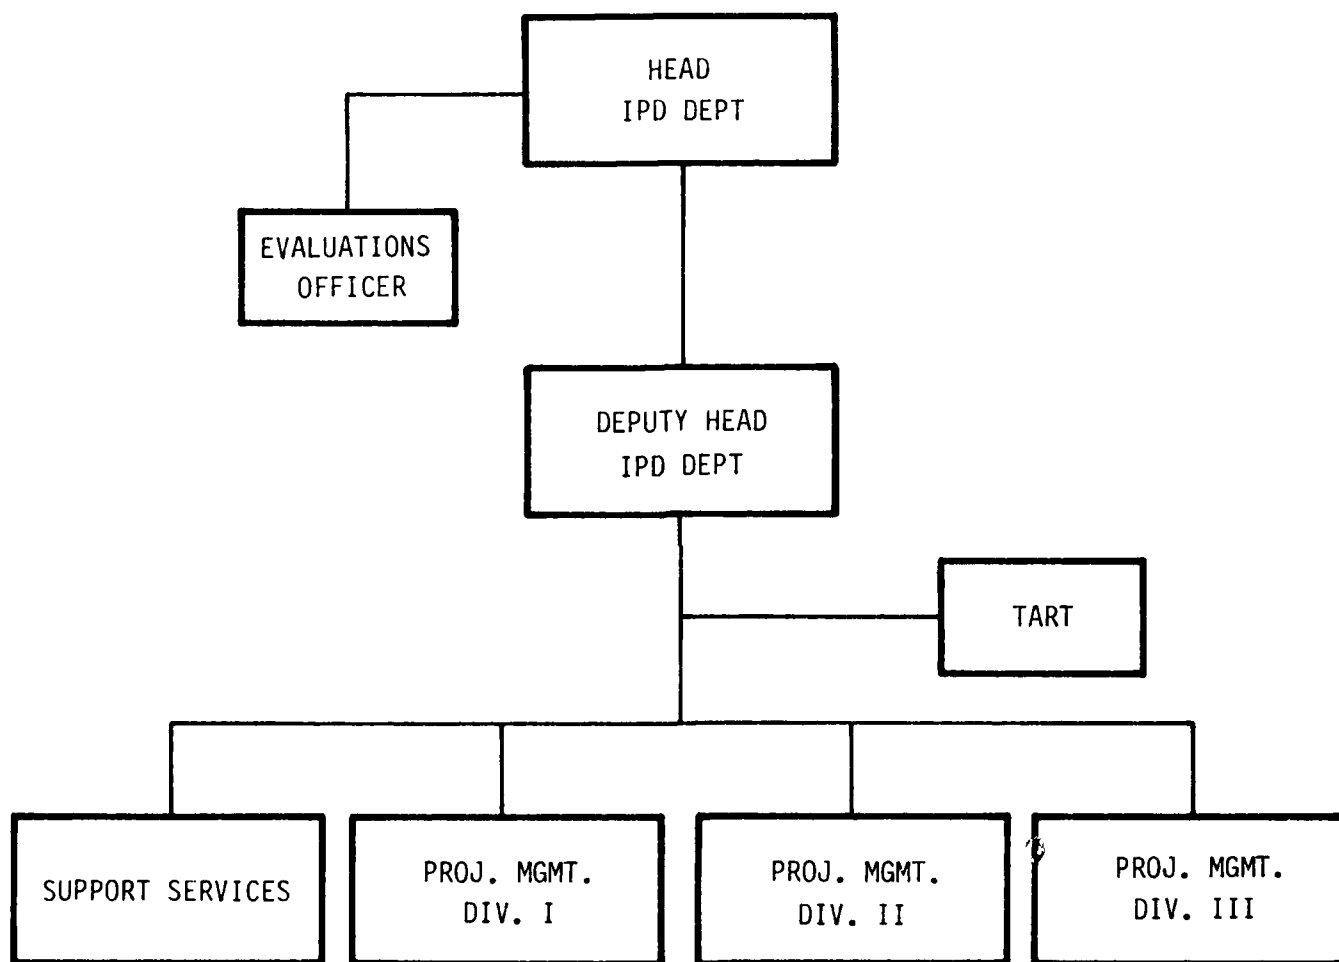 HEAD
IPD DEPT
EVALUATIONS
OFFICER
DEPUTY HEAD
IPD DEPT
TART
SUPPORT SERVICES
PROJ. MGMT.
DIV. I
PROJ. MGMT.
DIV. II
PROJ. MGMT.
DIV. III